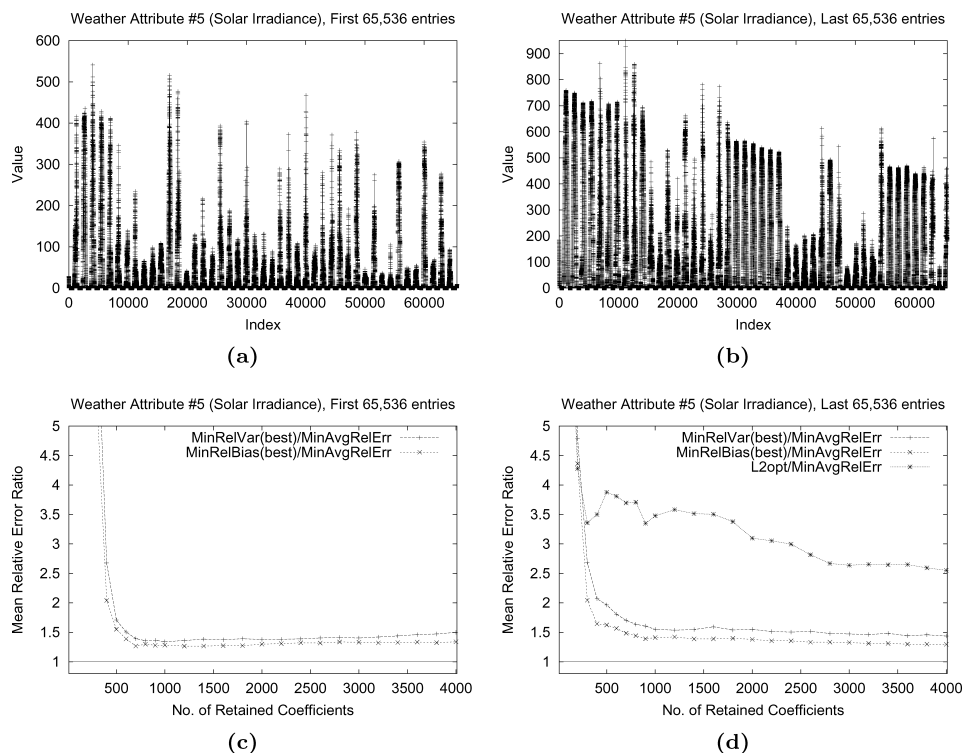 Weather Attribute #5 (Solar Irradiance), First 65,536 entries
600
500
400
300
200
100
0
Value
0 10000 20000 30000 40000 50000 60000
Index
(a)
Weather Attribute #5 (Solar Irradiance), Last 65,536 entries
900
800
700
600
500
400
300
200
100
0
Value
0 10000 20000 30000 40000 50000 60000
Index
(b)
Weather Attribute #5 (Solar Irradiance), First 65,536 entries
MinRelVar(best)/MinAvgRelErr
MinRelBias(best)/MinAvgRelErr
5
4.5
4
3.5
3
2.5
2
1.5
1
Mean Relative Error Ratio
500 1000 1500 2000 2500 3000 3500 4000
No. of Retained Coefficients
(c)
Weather Attribute #5 (Solar Irradiance), Last 65,536 entries
MinRelVar(best)/MinAvgRelErr
MinRelBias(best)/MinAvgRelErr
L2opt/MinAvgRelErr
5
4.5
4
3.5
3
2.5
2
1.5
1
Mean Relative Error Ratio
500 1000 1500 2000 2500 3000 3500 4000
No. of Retained Coefficients
(d)